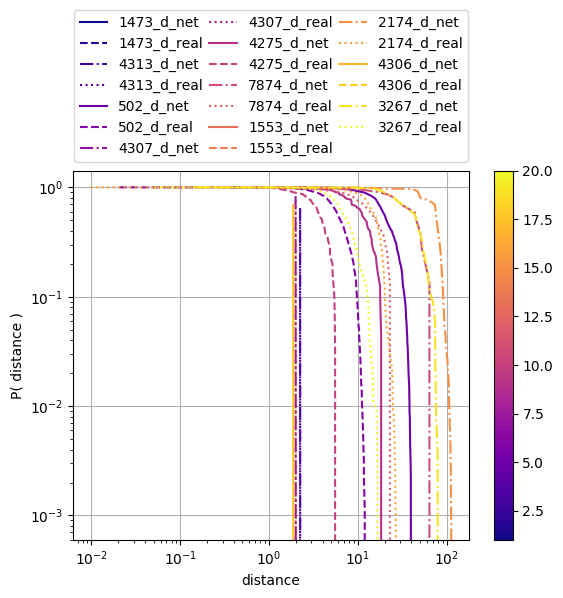 1473_d_net 4307_d_real 2174_d_net
1473_d_real 4275_d_net 2174_d_real
4313_d_net 4275_d_real 4306_d_net
4313_d_real 7874_d_net 4306_d_real
502_d_net 7874_d_real 3267_d_net
502_d_real 1553_d_net 3267_d_real
4307_d_net 1553_d_real
10⁰
10⁻¹
10⁻²
10⁻³
P( distance )
10⁻² 10⁻¹ 10⁰ 10¹ 10²
distance
20.0
17.5
15.0
12.5
10.0
7.5
5.0
2.5